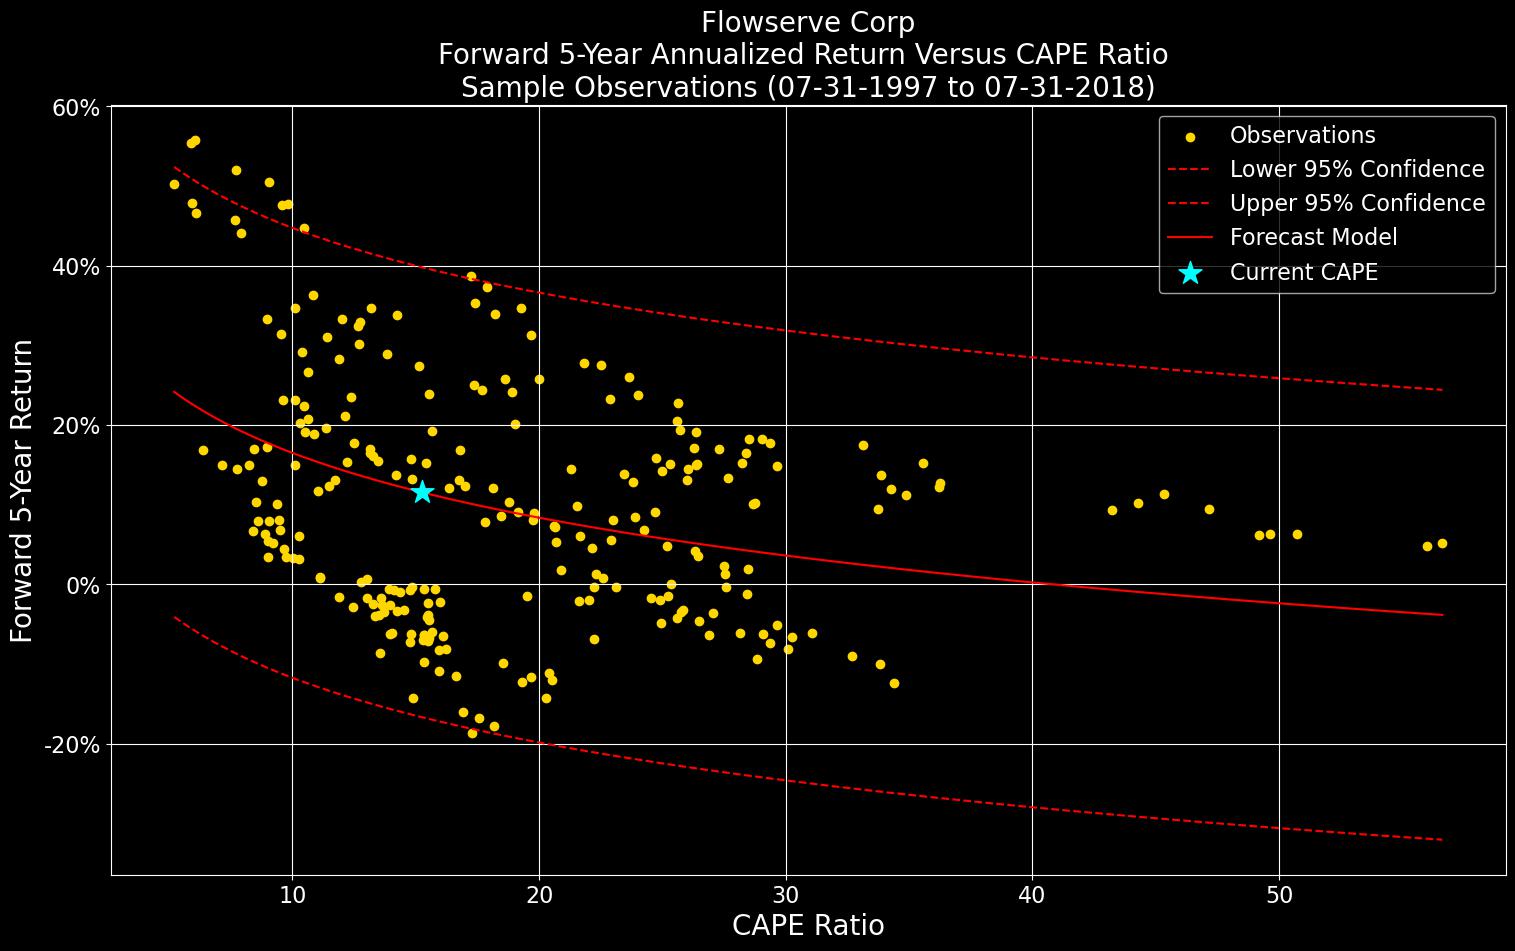 Flowserve Corp
Forward 5-Year Annualized Return Versus CAPE Ratio
Sample Observations (07-31-1997 to 07-31-2018)
60%
40%
20%
0%
-20%
Forward 5-Year Return
Observations
Lower 95% Confidence
Upper 95% Confidence
Forecast Model
Current CAPE
10
20
30
40
50
CAPE Ratio